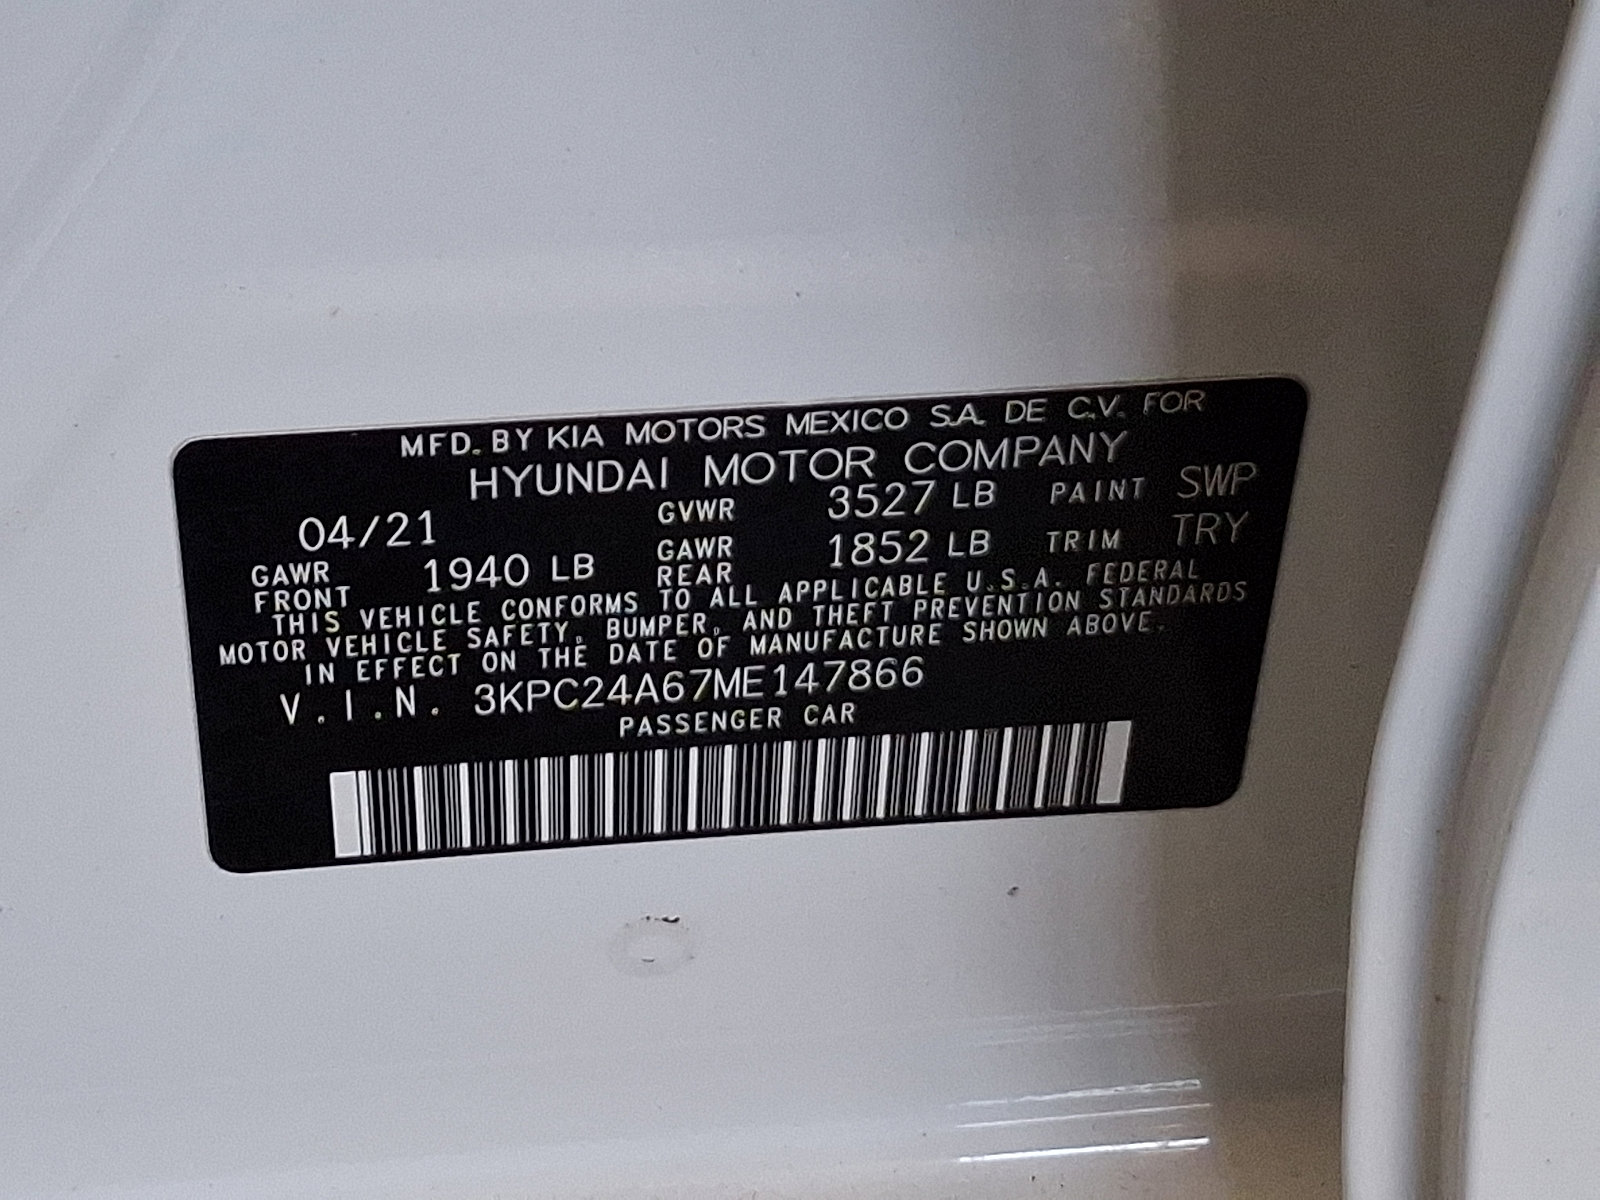 MFD. BY KIA MOTORS MEXICO S.A. DE C.V. FOR
HYUNDAI MOTOR COMPANY
04/21 GVWR 3527 LB PAINT SWP
GAWR FRONT 1940 LB GAWR REAR 1852 LB TRIM TRY
THIS VEHICLE CONFORMS TO ALL APPLICABLE U.S.A. FEDERAL
MOTOR VEHICLE SAFETY, BUMPER, AND THEFT PREVENTION STANDARDS
IN EFFECT ON THE DATE OF MANUFACTURE SHOWN ABOVE.
V.I.N. 3KPC24A67ME147866
PASSENGER CAR